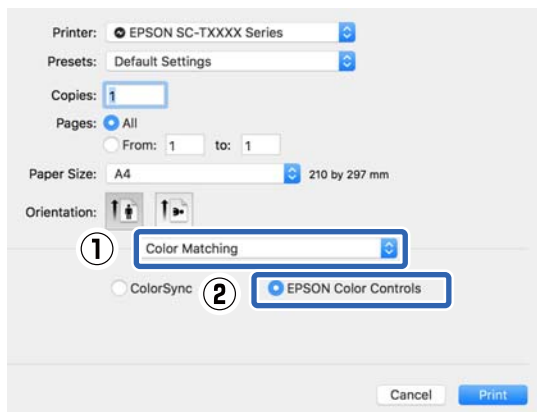 Printer: EPSON SC-TXXXX Series
Presets: Default Settings
Copies: 1
Pages: All
From: 1 to: 1
Paper Size: A4 210 by 297 mm
Orientation:
① Color Matching
ColorSync ② EPSON Color Controls
Cancel Print